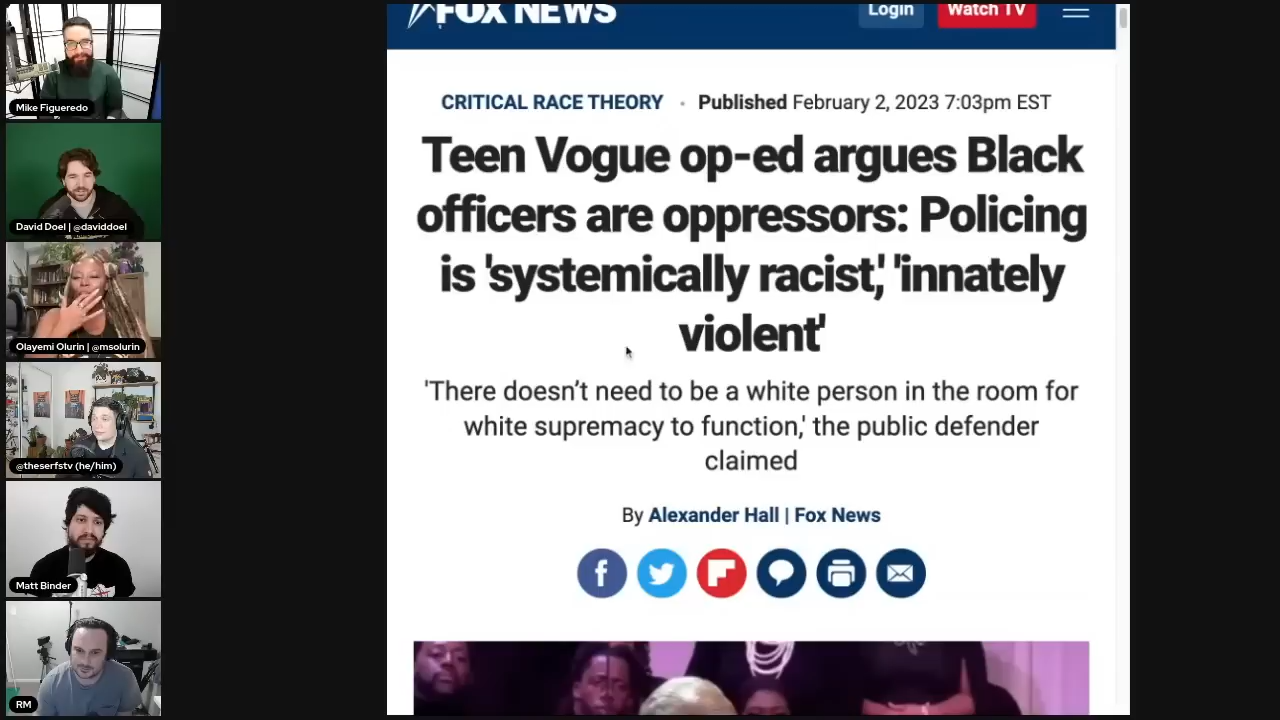 FOX NEWS
Login
Watch TV
CRITICAL RACE THEORY
Published February 2, 2023 7:03pm EST
Teen Vogue op-ed argues Black
officers are oppressors: Policing
is 'systemically racist,' 'innately
violent'
'There doesn’t need to be a white person in the room for
white supremacy to function,' the public defender
claimed
By Alexander Hall | Fox News
Mike Figueredo
David Doel | @daviddoel
Olayemi Olurin | @msolurin
@theserfstv (he/him)
Matt Binder
RM